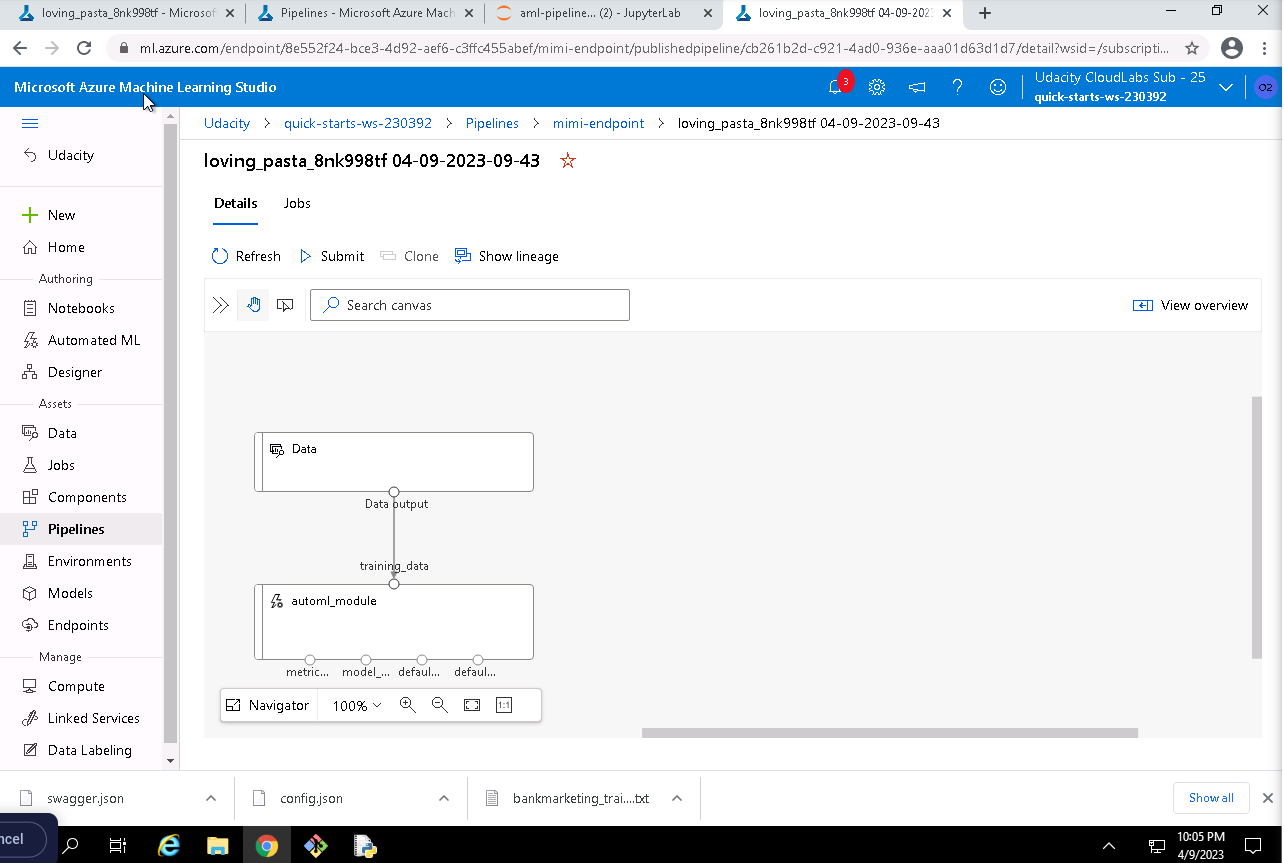 loving_pasta_8nk998tf - Microsof
Pipelines - Microsoft Azure Mach
aml-pipeline... (2) - JupyterLab
loving_pasta_8nk998tf 04-09-202
ml.azure.com/endpoint/8e552f24-bce3-4d92-aef6-c3ffc455abef/mimi-endpoint/publishedpipeline/cb261b2d-c921-4ad0-936e-aaa01d63d1d7/detail?wsid=/subscripti...
Microsoft Azure Machine Learning Studio
3
Udacity CloudLabs Sub - 25
quick-starts-ws-230392
O2
Udacity > quick-starts-ws-230392 > Pipelines > mimi-endpoint > loving_pasta_8nk998tf 04-09-2023-09-43
Udacity
New
Home
Authoring
Notebooks
Automated ML
Designer
Assets
Data
Jobs
Components
Pipelines
Environments
Models
Endpoints
Manage
Compute
Linked Services
Data Labeling
loving_pasta_8nk998tf 04-09-2023-09-43
Details Jobs
Refresh Submit Clone Show lineage
Search canvas
View overview
Data
Data output
training_data
automl_module
metric... model_... defaul... defaul...
Navigator 100% 1:1
swagger.json
config.json
bankmarketing_trai....txt
Show all
ncel
10:05 PM
4/9/2023